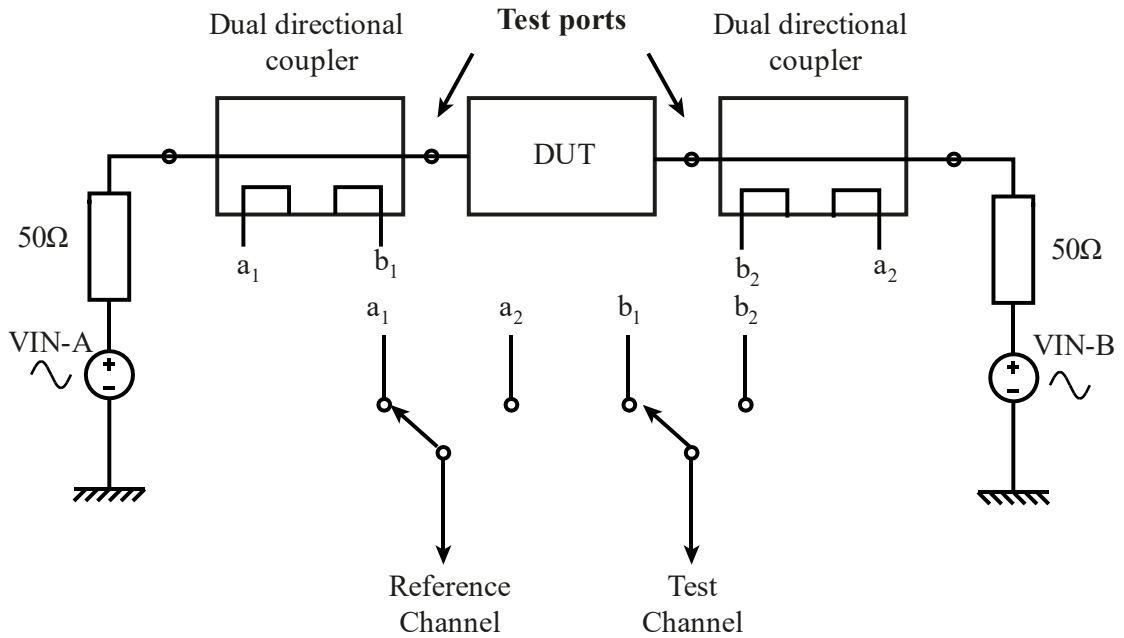 Dual directional
coupler
Test ports
Dual directional
coupler
DUT
50Ω
a₁
b₁
b₂
a₂
50Ω
a₁
a₂
b₁
b₂
VIN-A
+
-
VIN-B
+
-
Reference
Channel
Test
Channel